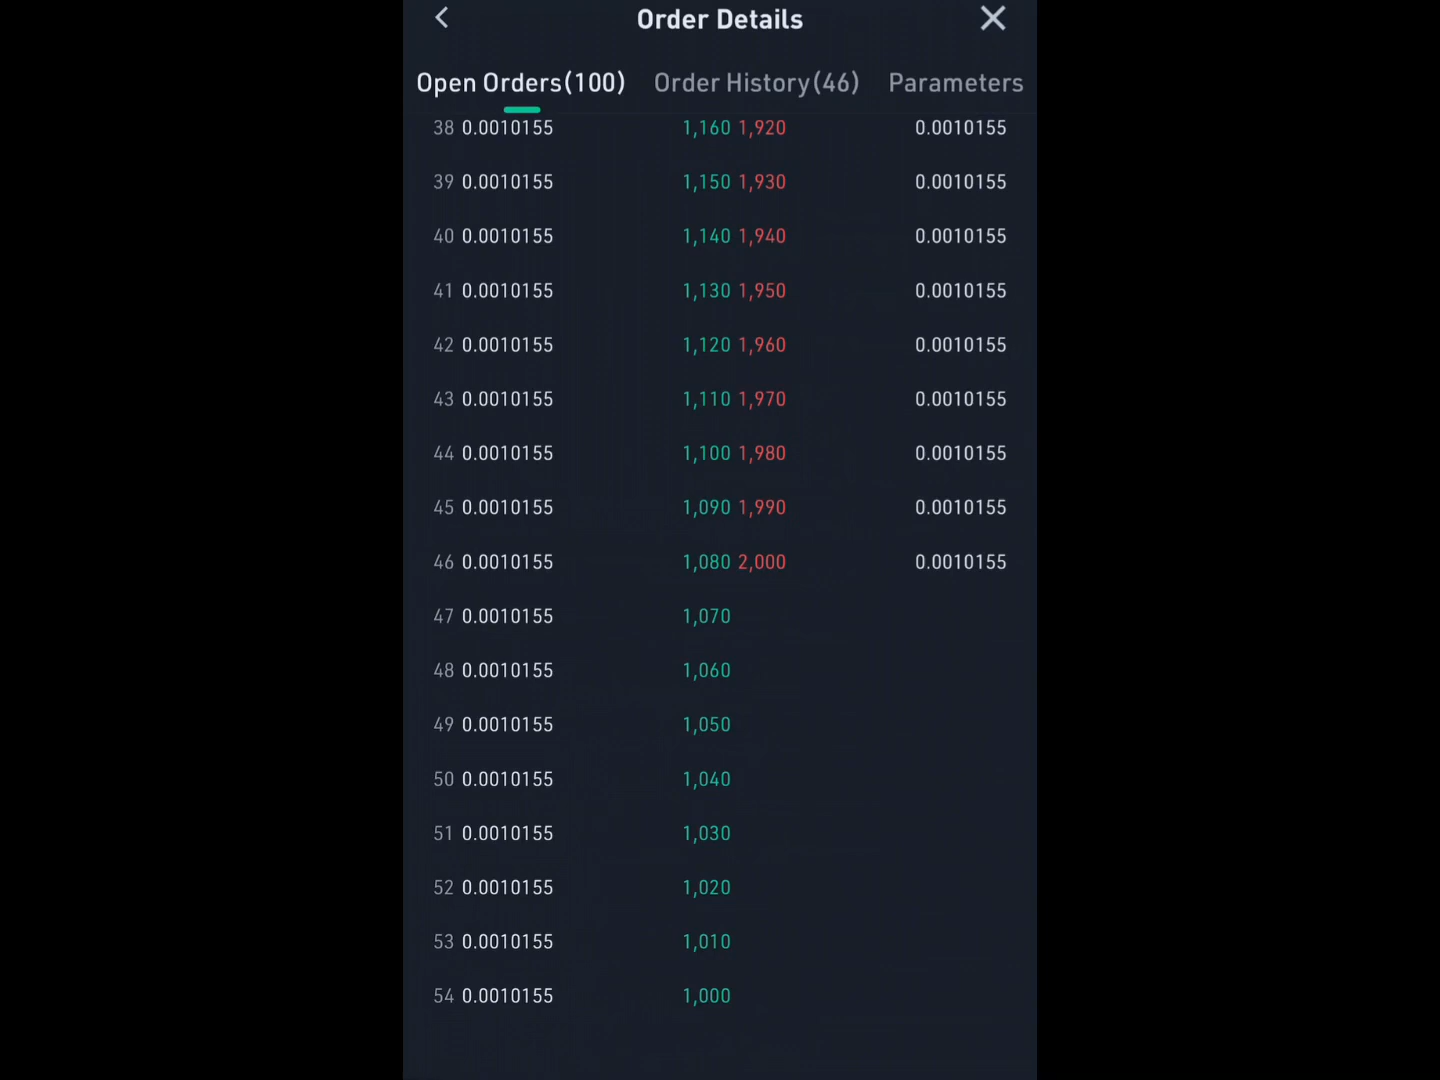 Order Details
Open Orders(100) Order History(46) Parameters
38 0.0010155 1,160 1,920 0.0010155
39 0.0010155 1,150 1,930 0.0010155
40 0.0010155 1,140 1,940 0.0010155
41 0.0010155 1,130 1,950 0.0010155
42 0.0010155 1,120 1,960 0.0010155
43 0.0010155 1,110 1,970 0.0010155
44 0.0010155 1,100 1,980 0.0010155
45 0.0010155 1,090 1,990 0.0010155
46 0.0010155 1,080 2,000 0.0010155
47 0.0010155 1,070
48 0.0010155 1,060
49 0.0010155 1,050
50 0.0010155 1,040
51 0.0010155 1,030
52 0.0010155 1,020
53 0.0010155 1,010
54 0.0010155 1,000